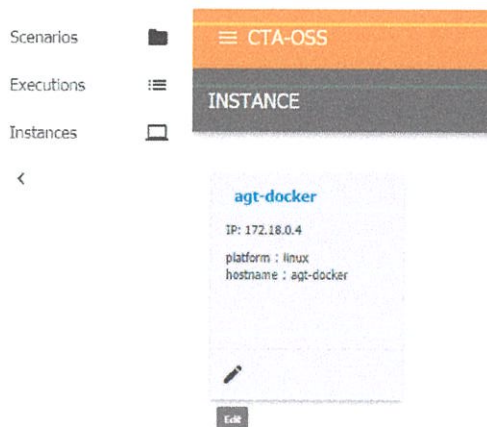 Scenarios
Executions
Instances
CTA-OSS
INSTANCE
agt-docker
IP: 172.18.0.4
platform : linux
hostname : agt-docker
Edit